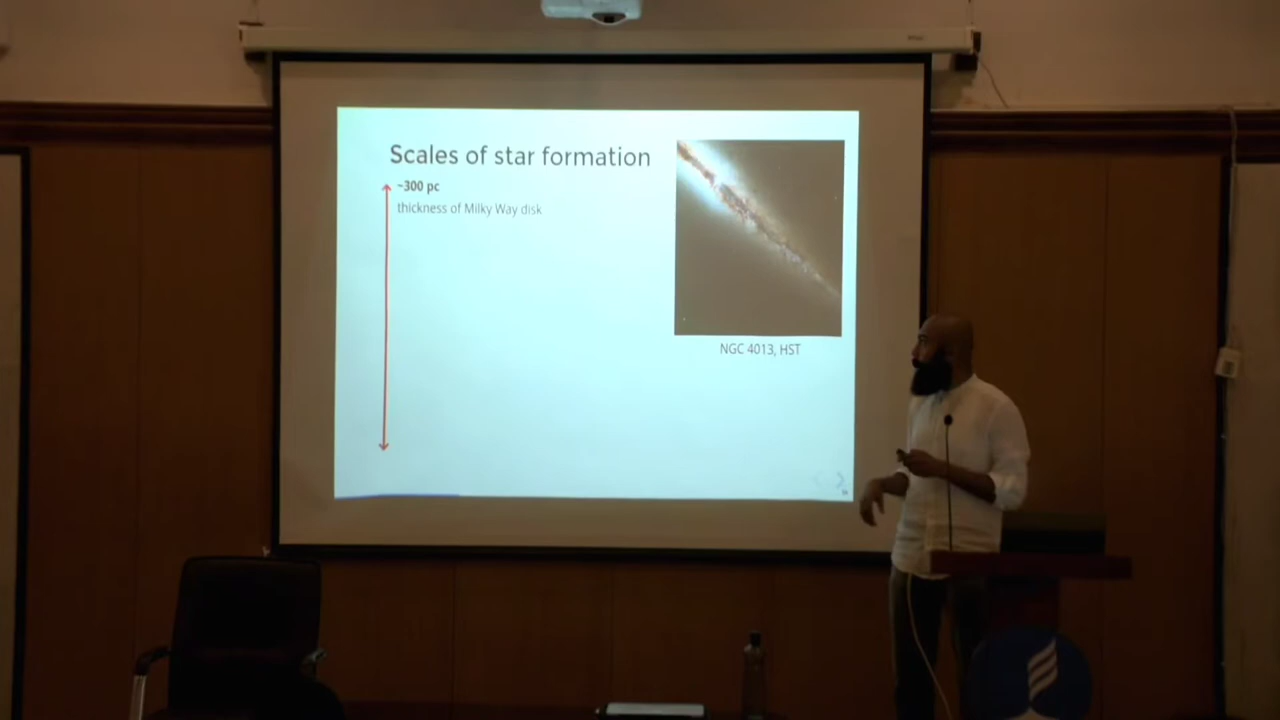 Scales of star formation
~300 pc
thickness of Milky Way disk
NGC 4013, HST